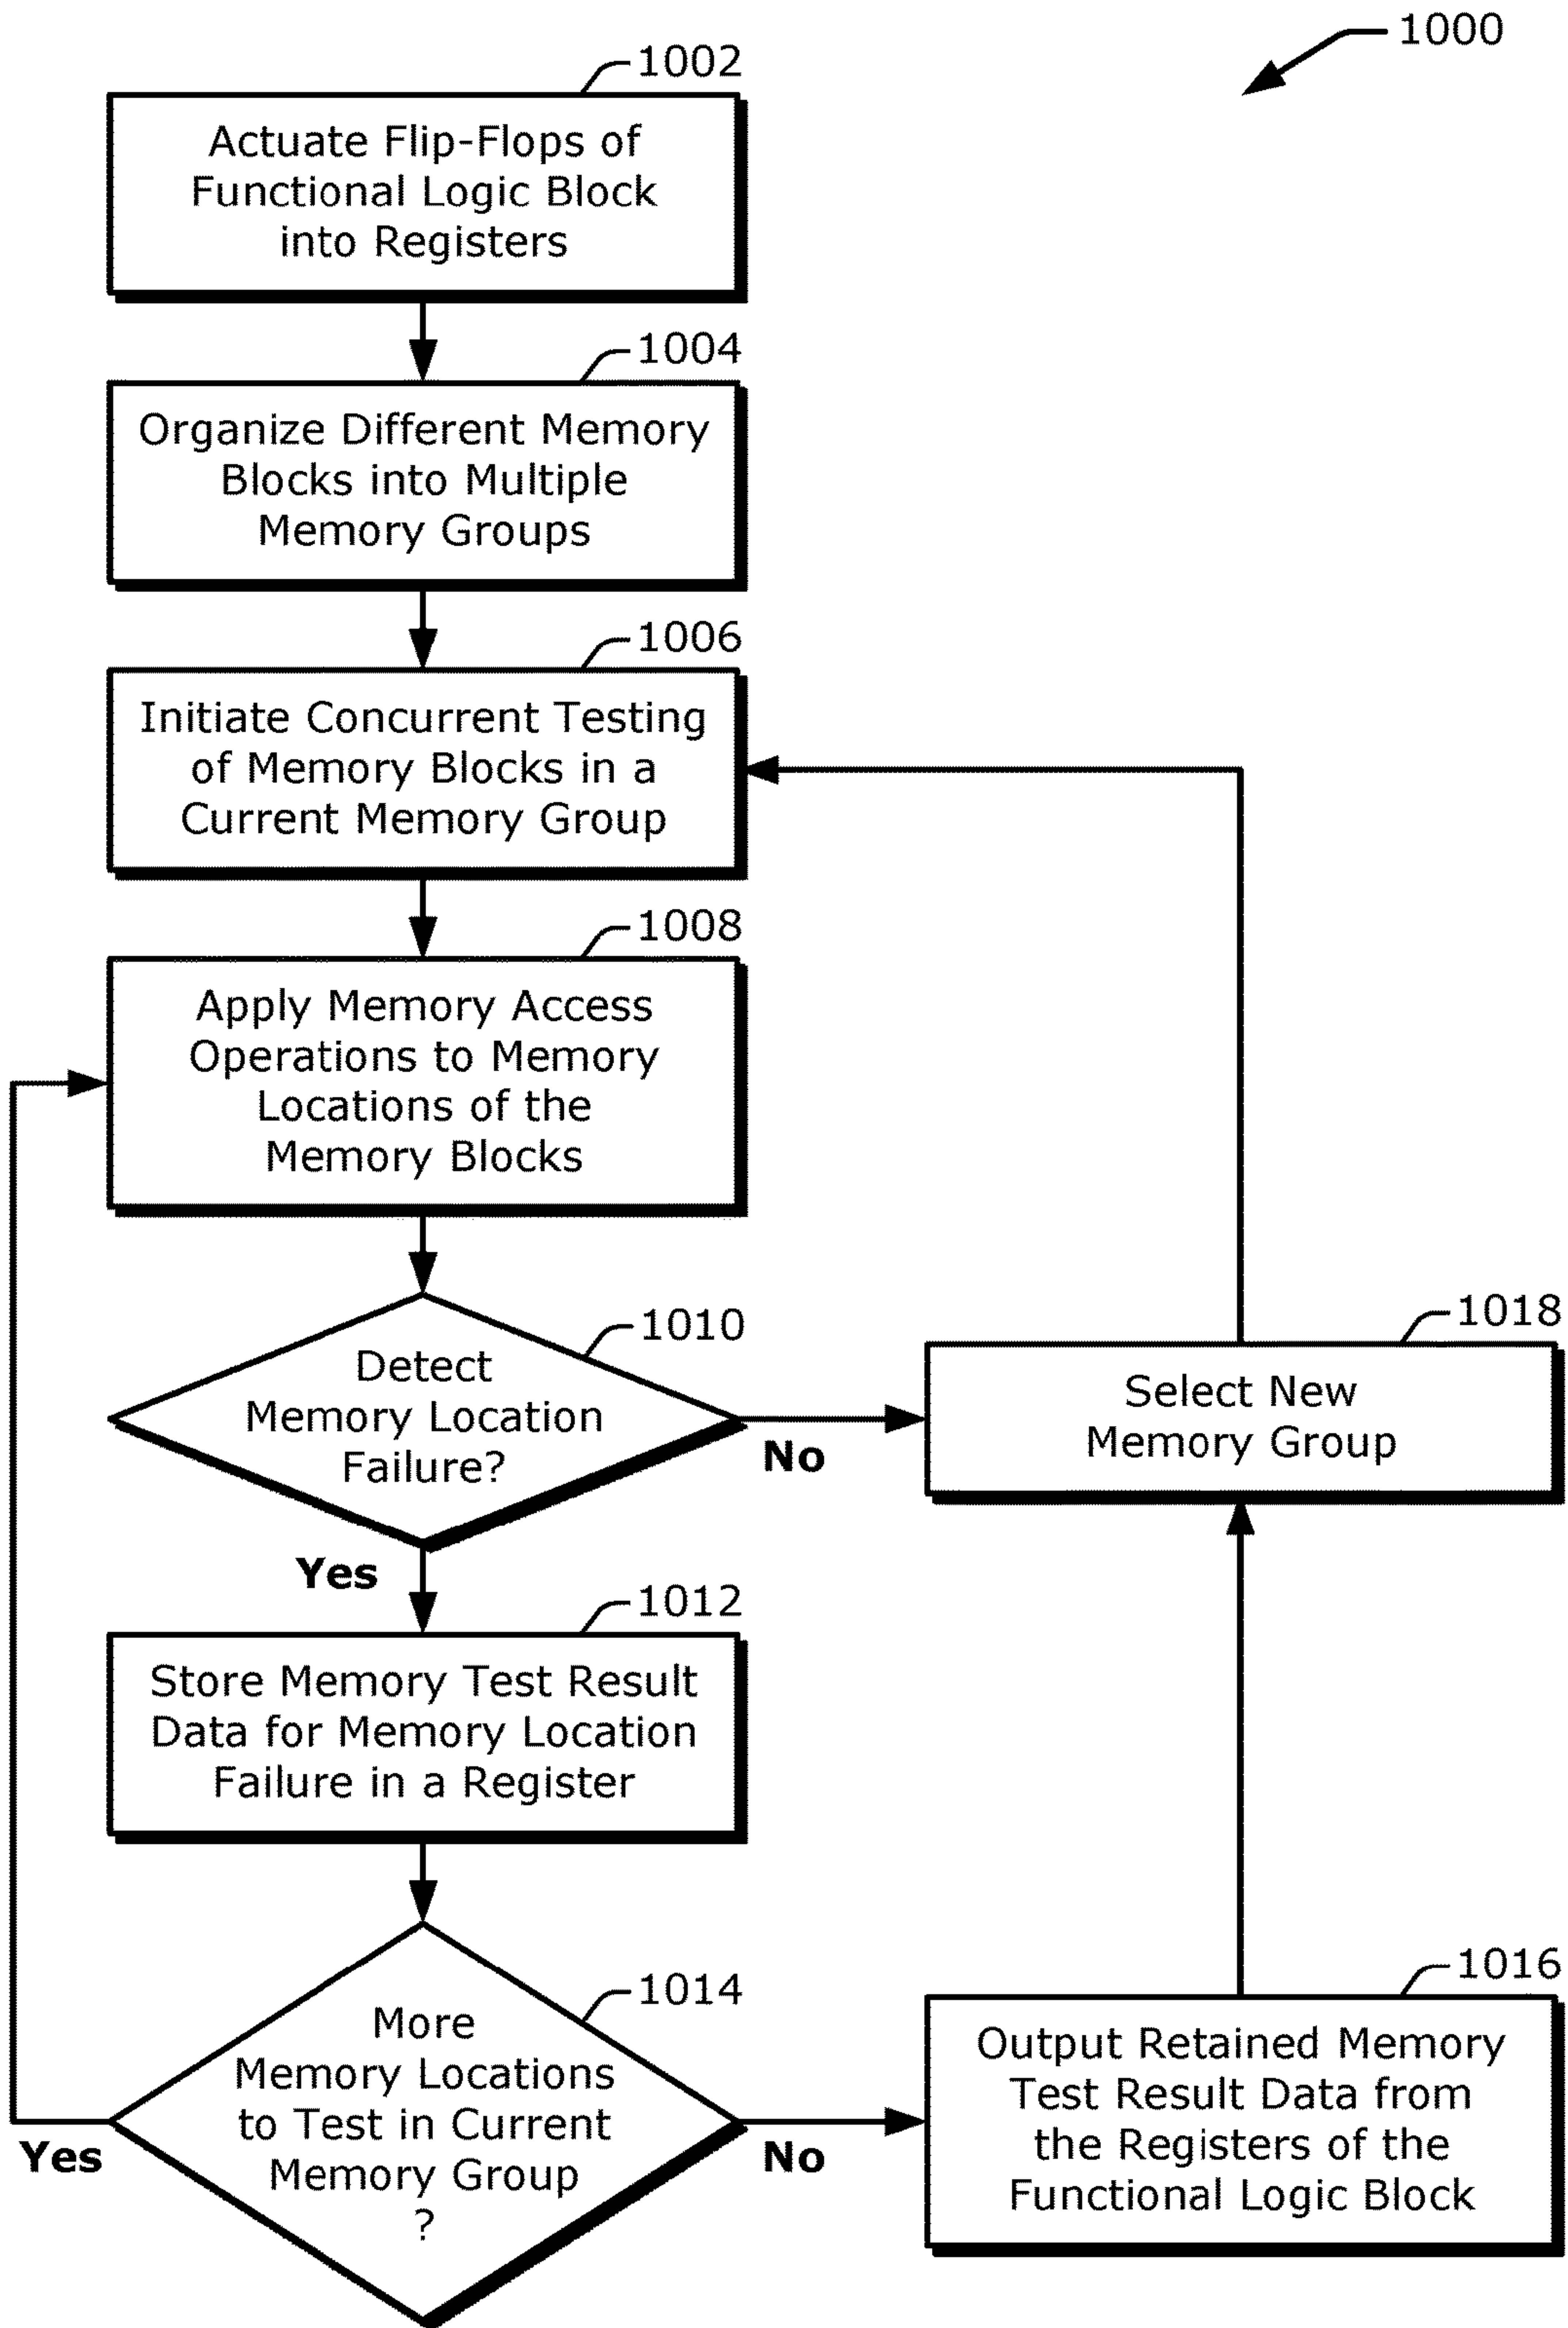 1000
1002
Actuate Flip-Flops of
Functional Logic Block
into Registers
1004
Organize Different Memory
Blocks into Multiple
Memory Groups
1006
Initiate Concurrent Testing
of Memory Blocks in a
Current Memory Group
1008
Apply Memory Access
Operations to Memory
Locations of the
Memory Blocks
1010
Detect
Memory Location
Failure?
No
Yes
1018
Select New
Memory Group
1012
Store Memory Test Result
Data for Memory Location
Failure in a Register
1014
More
Memory Locations
to Test in Current
Memory Group
?
Yes
No
1016
Output Retained Memory
Test Result Data from
the Registers of the
Functional Logic Block